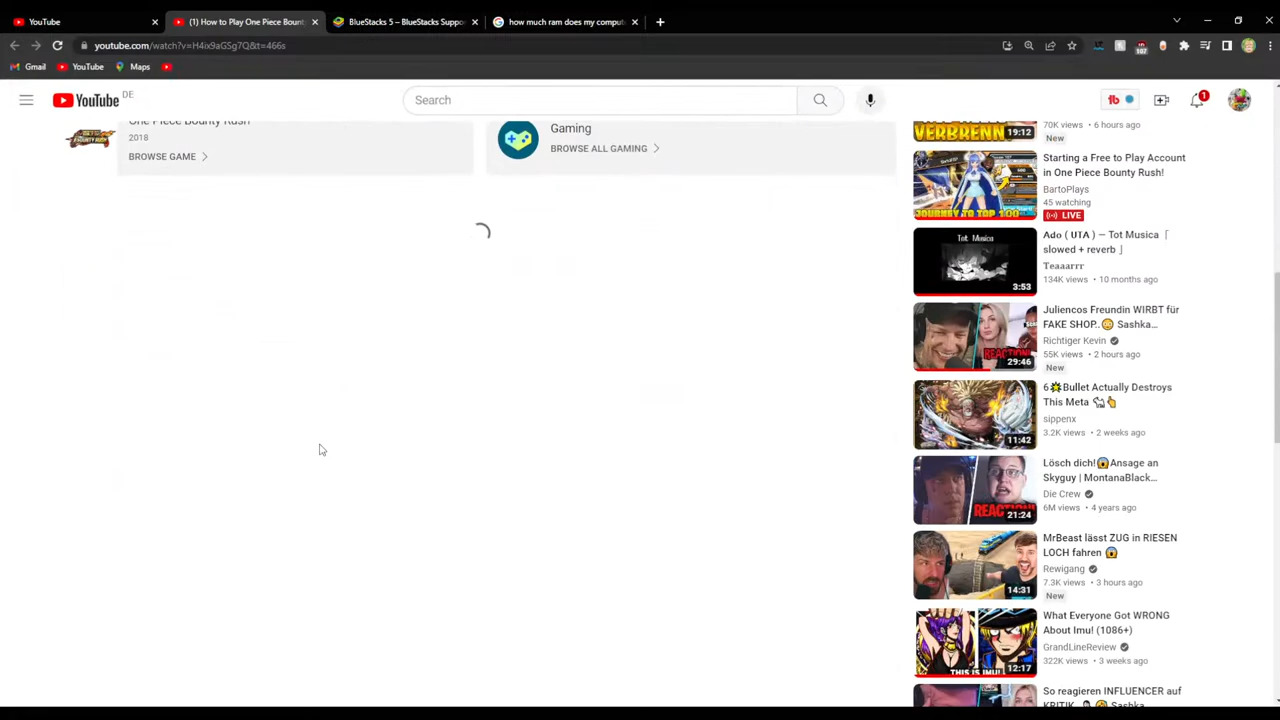 YouTube
(1) How to Play One Piece Bount
BlueStacks 5 – BlueStacks Suppo
how much ram does my comput
youtube.com/watch?v=H4ix9aGSg7Q&t=466s
107
Gmail
YouTube
Maps
YouTube DE
Search
tb
1
One Piece Bounty Rush
2018
BROWSE GAME
Gaming
BROWSE ALL GAMING
VERBRENN
19:12
70K views • 6 hours ago
New
JOURNEY TO TOP 100
Starting a Free to Play Account
in One Piece Bounty Rush!
BartoPlays
45 watching
LIVE
Tot Musica
3:53
Ado ( UTA ) – Tot Musica「
slowed + reverb 」
Teaaarrr
134K views • 10 months ago
REACTION!
29:46
Juliencos Freundin WIRBT für
FAKE SHOP..😳 Sashka...
Richtiger Kevin
55K views • 2 hours ago
New
11:42
6💥Bullet Actually Destroys
This Meta 🐄👆
sippenx
3.2K views • 2 weeks ago
REACTION!
21:24
Lösch dich!😱Ansage an
Skyguy | MontanaBlack...
Die Crew
6M views • 4 years ago
14:31
MrBeast lässt ZUG in RIESEN
LOCH fahren 😱
Rewigang
7.3K views • 3 hours ago
New
THIS IS IMU!
12:17
What Everyone Got WRONG
About Imu! (1086+)
GrandLineReview
322K views • 3 weeks ago
So reagieren INFLUENCER auf
KRITIK.. Sashka